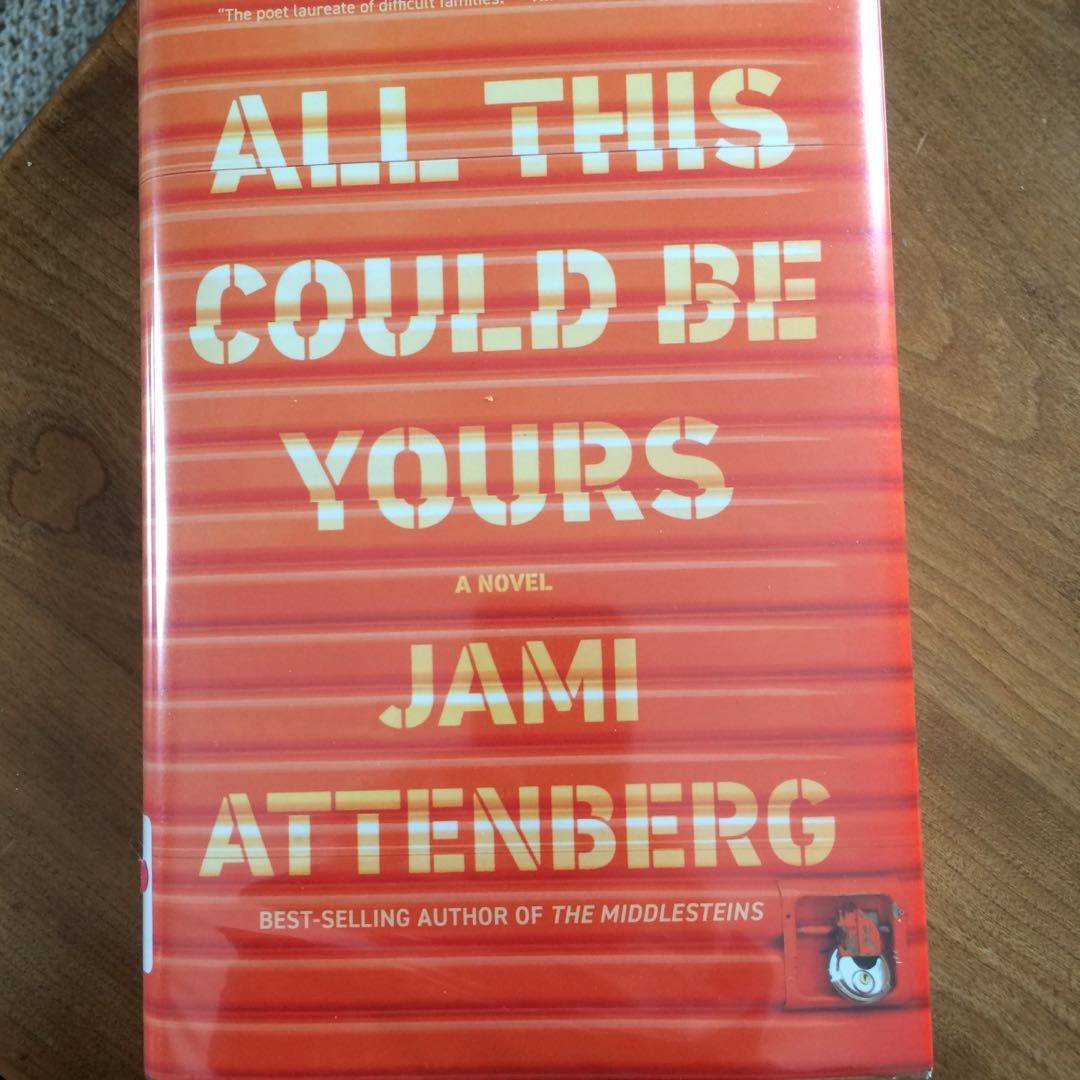 "The poet laureate of difficult families."
ALL THIS
COULD BE
YOURS
A NOVEL
JAMI
ATTENBERG
BEST-SELLING AUTHOR OF THE MIDDLESTEINS